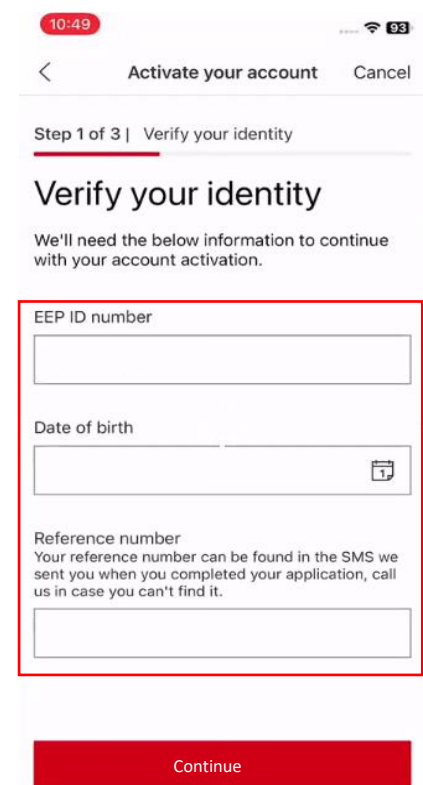 10:49
93
Activate your account Cancel
Step 1 of 3 | Verify your identity
Verify your identity
We'll need the below information to continue
with your account activation.
EEP ID number
Date of birth
1
Reference number
Your reference number can be found in the SMS we
sent you when you completed your application, call
us in case you can't find it.
Continue